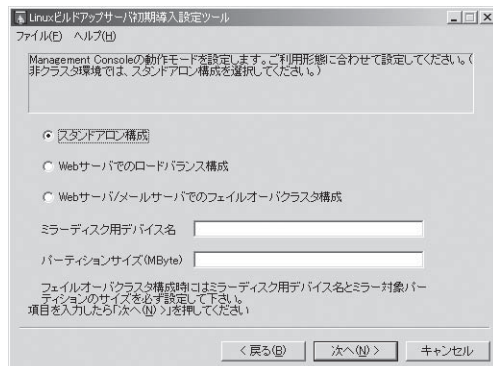 Linuxビルドアップサーバ初期導入設定ツール
ファイル(F) ヘルプ(H)
Management Consoleの動作モードを設定します。ご利用形態に合わせて設定してください。(
非クラスタ環境では、スタンドアロン構成を選択してください。)
スタンドアロン構成
Webサーバでのロードバランス構成
Webサーバ/メールサーバでのフェイルオーバクラスタ構成
ミラーディスク用デバイス名
パーティションサイズ(MByte)
フェイルオーバクラスタ構成時にはミラーディスク用デバイス名とミラー対象パー
ティションのサイズを必ず設定して下さい。
項目を入力したら「次へ(N) >」を押してください
< 戻る(B) 次へ(N) > キャンセル